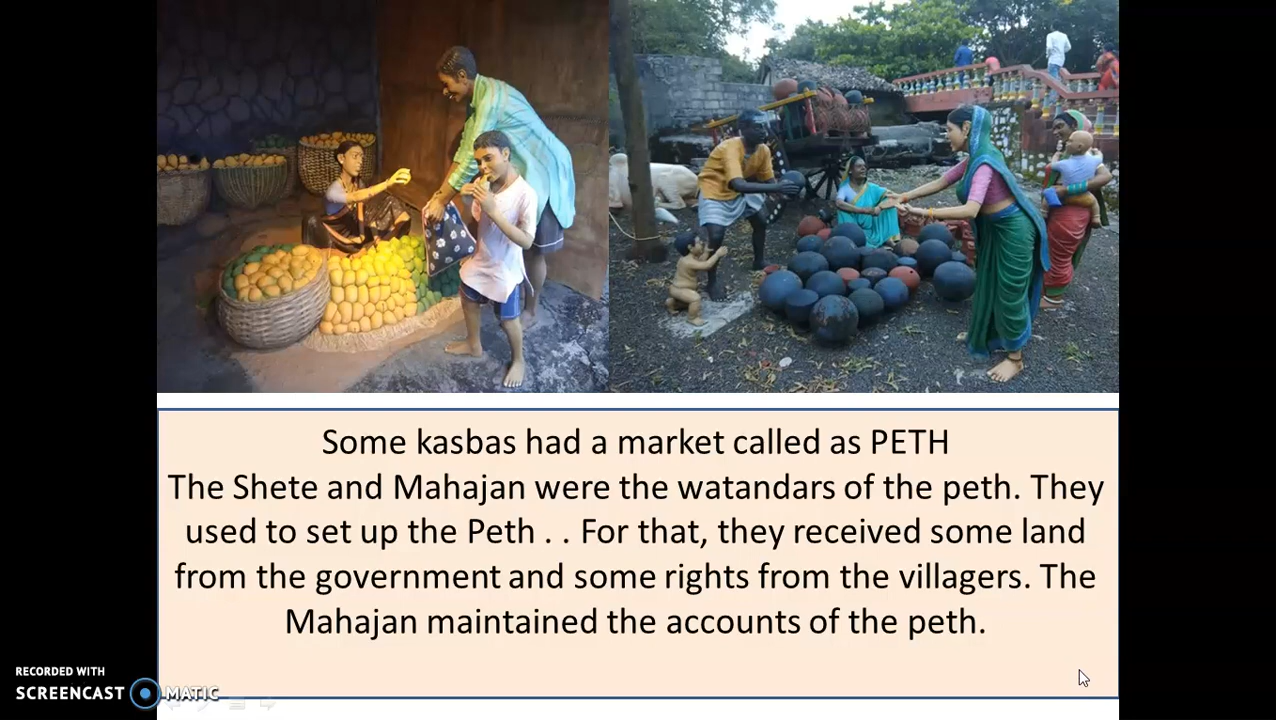 Some kasbas had a market called as PETH
The Shete and Mahajan were the watandars of the peth. They
used to set up the Peth . . For that, they received some land
from the government and some rights from the villagers. The
Mahajan maintained the accounts of the peth.
RECORDED WITH
SCREENCAST MATIC